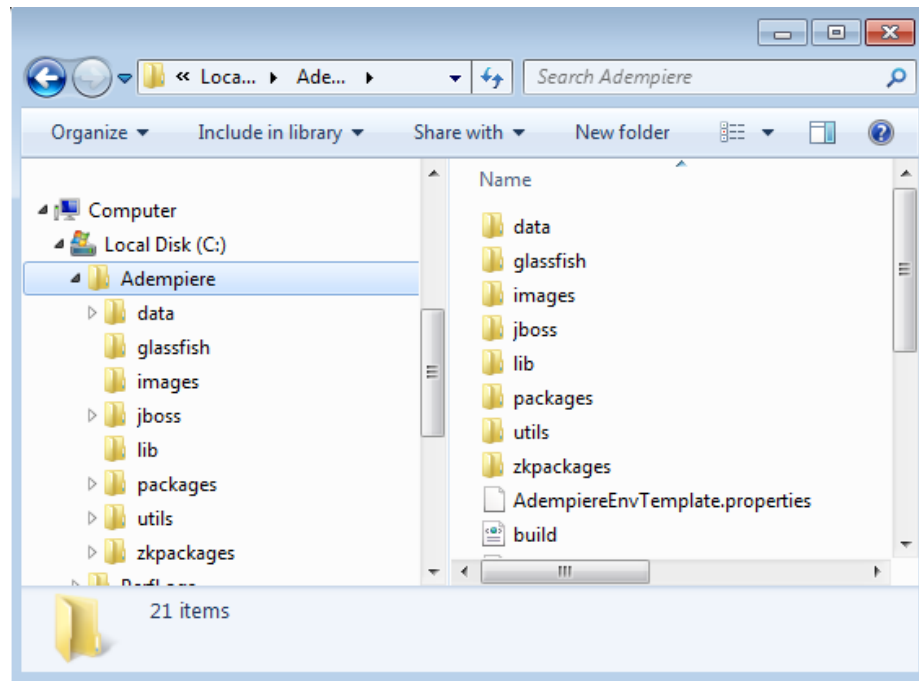 « Loca... Ade... Search Adempiere
Organize Include in library Share with New folder
Computer
Local Disk (C:)
Adempiere
data
glassfish
images
jboss
lib
packages
utils
zkpackages
Name
data
glassfish
images
jboss
lib
packages
utils
zkpackages
AdempiereEnvTemplate.properties
build
21 items